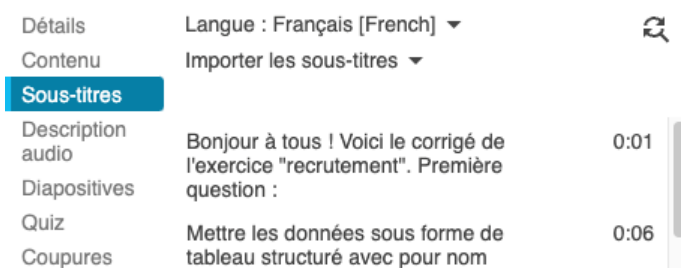 Détails
Contenu
Sous-titres
Description
audio
Diapositives
Quiz
Coupures
Langue : Français [French]
Importer les sous-titres
Bonjour à tous ! Voici le corrigé de 0:01
l'exercice "recrutement". Première
question :
Mettre les données sous forme de 0:06
tableau structuré avec pour nom